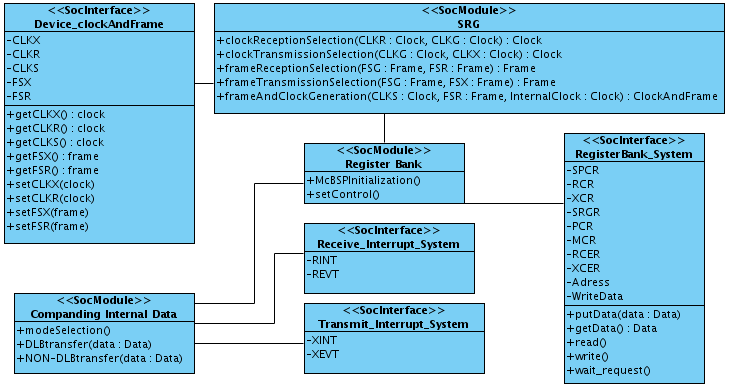 <<SocInterface>>
Device_clockAndFrame
-CLKX
-CLKR
-CLKS
-FSX
-FSR
+getCLKX() : clock
+getCLKR() : clock
+getCLKS() : clock
+getFSX() : frame
+getFSR() : frame
+setCLKX(clock)
+setCLKR(clock)
+setFSX(frame)
+setFSR(frame)
<<SocModule>>
SRG
+clockReceptionSelection(CLKR : Clock, CLKG : Clock) : Clock
+clockTransmissionSelection(CLKG : Clock, CLKX : Clock) : Clock
+frameReceptionSelection(FSG : Frame, FSR : Frame) : Frame
+frameTransmissionSelection(FSG : Frame, FSX : Frame) : Frame
+frameAndClockGeneration(CLKS : Clock, FSR : Frame, InternalClock : Clock) : ClockAndFrame
<<SocModule>>
Register Bank
+McBSPInitialization()
+setControl()
<<SocInterface>>
RegisterBank_System
-SPCR
-RCR
-XCR
-SRGR
-PCR
-MCR
-RCER
-XCER
-Adress
-WriteData
+putData(data : Data)
+getData() : Data
+read()
+write()
+wait_request()
<<SocInterface>>
Receive_Interrupt_System
-RINT
-REVT
<<SocModule>>
Companding Internal Data
+modeSelection()
+DLBtransfer(data : Data)
+NON-DLBtransfer(data : Data)
<<SocInterface>>
Transmit_Interrupt_System
-XINT
-XEVT